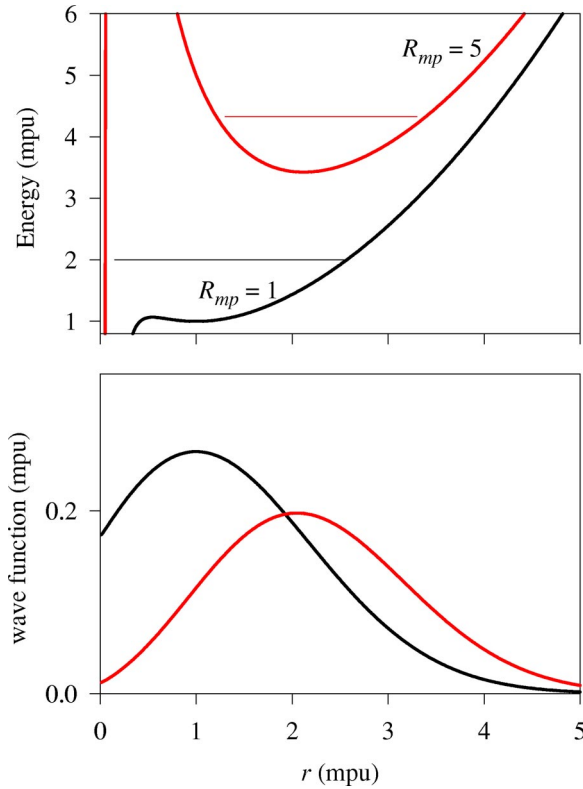 6
5
4
3
2
1
Energy (mpu)
R_mp = 5
R_mp = 1
0.2
0.0
wave function (mpu)
0 1 2 3 4 5
r (mpu)